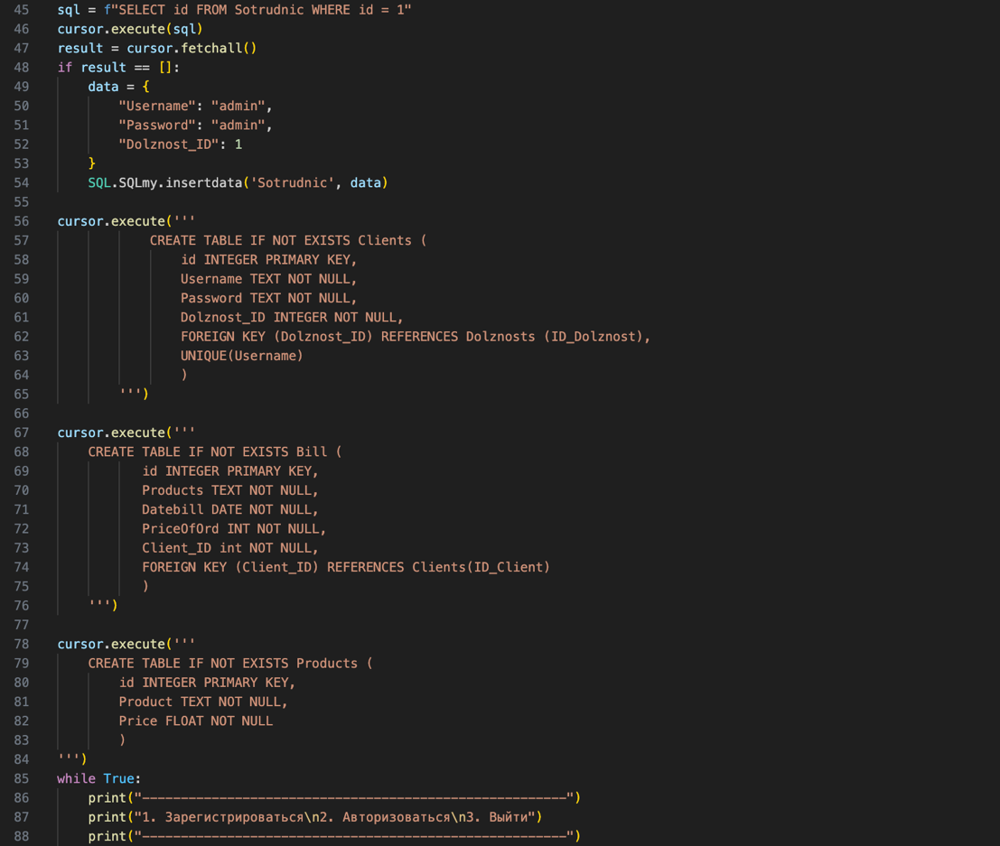 45 sql = f"SELECT id FROM Sotrudnic WHERE id = 1"
46 cursor.execute(sql)
47 result = cursor.fetchall()
48 if result == []:
49     data = {
50         "Username": "admin",
51         "Password": "admin",
52         "Dolznost_ID": 1
53     }
54     SQL.SQLmy.insertdata('Sotrudnic', data)
55
56 cursor.execute('''
57             CREATE TABLE IF NOT EXISTS Clients (
58                 id INTEGER PRIMARY KEY,
59                 Username TEXT NOT NULL,
60                 Password TEXT NOT NULL,
61                 Dolznost_ID INTEGER NOT NULL,
62                 FOREIGN KEY (Dolznost_ID) REFERENCES Dolznosts (ID_Dolznost),
63                 UNIQUE(Username)
64                 )
65         ''')
66
67 cursor.execute('''
68     CREATE TABLE IF NOT EXISTS Bill (
69            id INTEGER PRIMARY KEY,
70            Products TEXT NOT NULL,
71            Datebill DATE NOT NULL,
72            PriceOfOrd INT NOT NULL,
73            Client_ID int NOT NULL,
74            FOREIGN KEY (Client_ID) REFERENCES Clients(ID_Client)
75            )
76     ''')
77
78 cursor.execute('''
79     CREATE TABLE IF NOT EXISTS Products (
80         id INTEGER PRIMARY KEY,
81         Product TEXT NOT NULL,
82         Price FLOAT NOT NULL
83         )
84 ''')
85 while True:
86     print("-------------------------------------------------------")
87     print("1. Зарегистрироваться\n2. Авторизоваться\n3. Выйти")
88     print("-------------------------------------------------------")